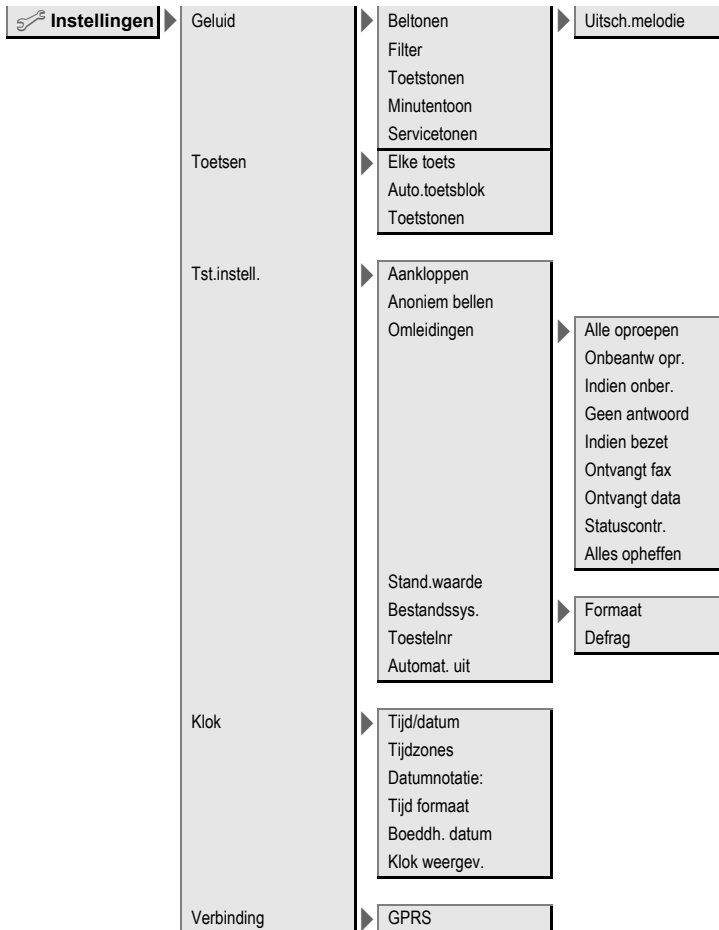 Instellingen
Geluid
Beltonen
Uitsch.melodie
Filter
Toetstonen
Minutentoon
Servicetonen
Toetsen
Elke toets
Auto.toetsblok
Toetstonen
Tst.instell.
Aankloppen
Anoniem bellen
Omleidingen
Alle oproepen
Onbeantw opr.
Indien onber.
Geen antwoord
Indien bezet
Ontvangt fax
Ontvangt data
Statuscontr.
Alles opheffen
Stand.waarde
Bestandssys.
Formaat
Defrag
Toestelnr
Automat. uit
Klok
Tijd/datum
Tijdzones
Datumnotatie:
Tijd formaat
Boeddh. datum
Klok weergev.
Verbinding
GPRS